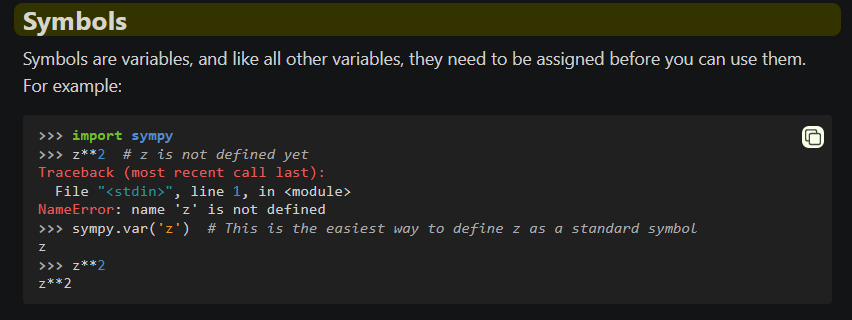 Symbols
Symbols are variables, and like all other variables, they need to be assigned before you can use them.
For example:
>>> import sympy
>>> z**2  # z is not defined yet
Traceback (most recent call last):
  File "<stdin>", line 1, in <module>
NameError: name 'z' is not defined
>>> sympy.var('z')  # This is the easiest way to define z as a standard symbol
z
>>> z**2
z**2